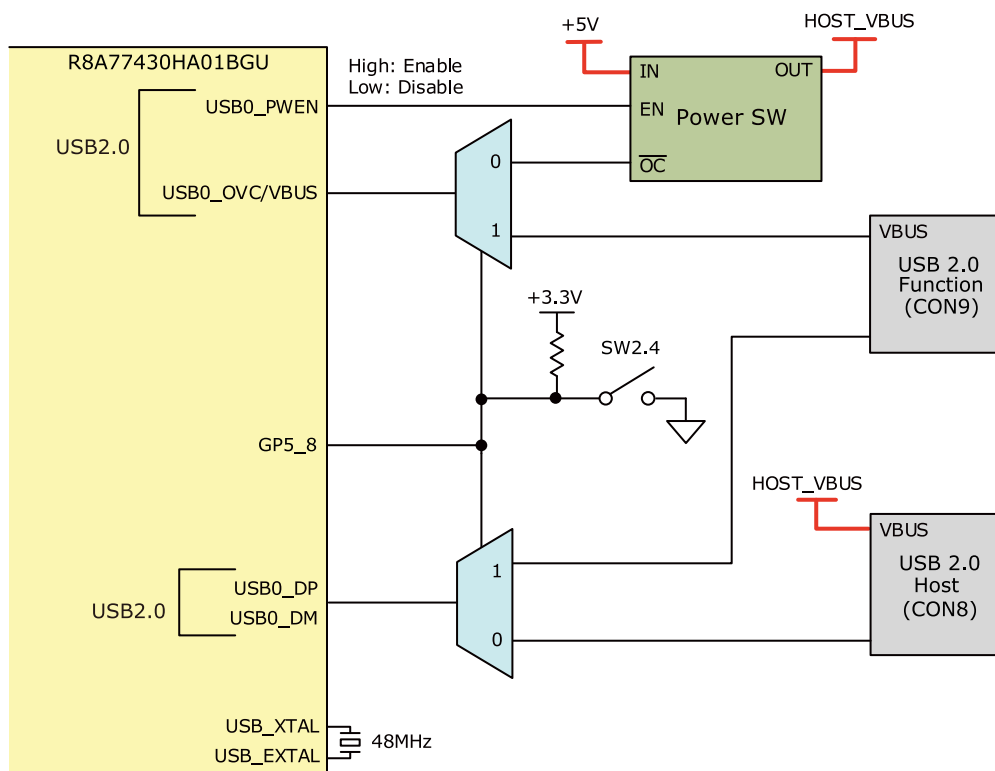 R8A77430HA01BGU
USB2.0
USB0_PWEN
USB0_OVC/VBUS
High: Enable
Low: Disable
+5V
HOST_VBUS
IN
OUT
EN
Power SW
OC
0
1
VBUS
USB 2.0
Function
(CON9)
+3.3V
SW2.4
GP5_8
HOST_VBUS
VBUS
USB 2.0
Host
(CON8)
1
0
USB2.0
USB0_DP
USB0_DM
USB_XTAL
USB_EXTAL
48MHz